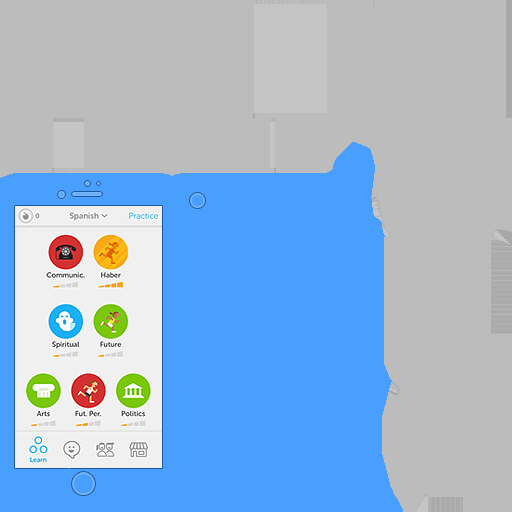 0 Spanish Practice
Communic. Haber
Spiritual Future
Arts Fut. Per. Politics
Learn